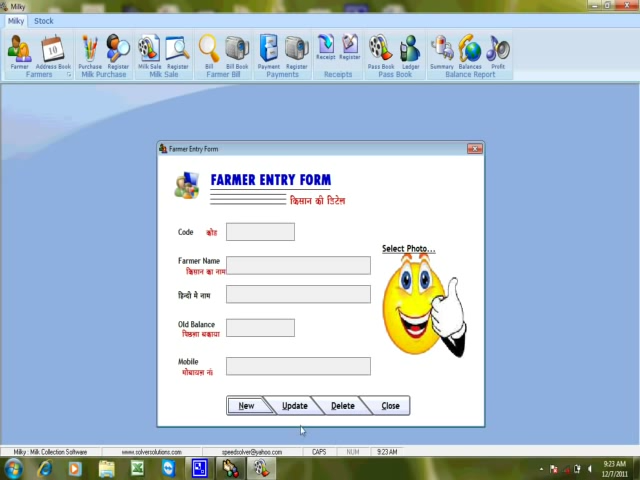 Milky
Milky Stock
Farmer Address Book Purchase Register Milk Sale Register Bill Bill Book Payment Register Receipt Register Pass Book Ledger Summary Balances Profit
Farmers Milk Purchase Milk Sale Farmer Bill Payments Receipts Pass Book Balance Report
Farmer Entry Form
FARMER ENTRY FORM
किसान की डिटेल
Code कोड
Select Photo...
Farmer Name
किसान का नाम
हिन्दी मे नाम
Old Balance
पिछला बकाया
Mobile
मोबायल नं
New Update Delete Close
Milky : Milk Collection Software www.solversolutions.com speedsolver@yahoo.com CAPS NUM 9:23 AM
9:23 AM
12/7/2011